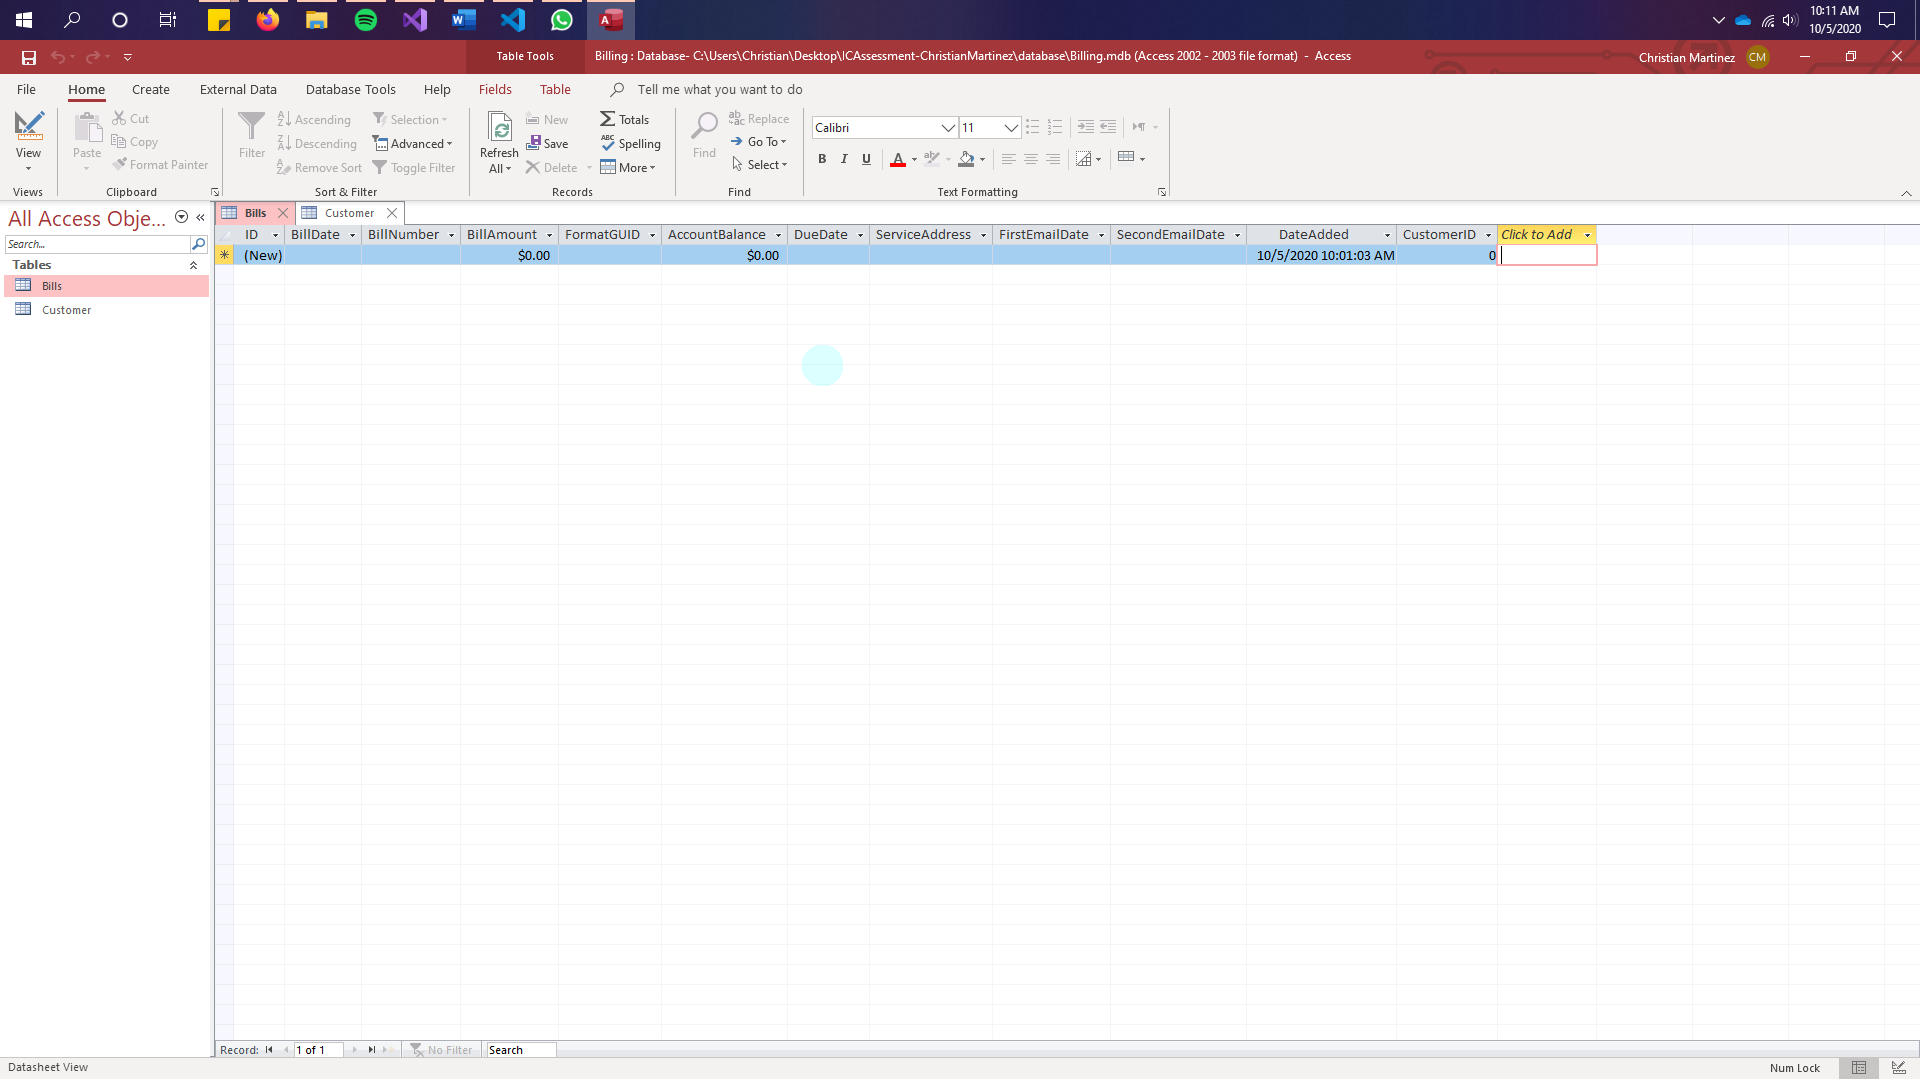 10:11 AM
10/5/2020
Table Tools
Billing : Database- C:\Users\Christian\Desktop\ICAssessment-ChristianMartinez\database\Billing.mdb (Access 2002 - 2003 file format)  -  Access
Christian Martinez
CM
File Home Create External Data Database Tools Help Fields Table Tell me what you want to do
View
Views
Paste
Cut
Copy
Format Painter
Clipboard
Filter
Ascending
Descending
Remove Sort
Selection
Advanced
Toggle Filter
Sort & Filter
Refresh
All
New
Save
Delete
Totals
Spelling
More
Records
Find
Replace
Go To
Select
Find
Calibri 11
B I U
Text Formatting
All Access Obje...
Search...
Tables
Bills
Customer
Bills Customer
ID BillDate BillNumber BillAmount FormatGUID AccountBalance DueDate ServiceAddress FirstEmailDate SecondEmailDate DateAdded CustomerID Click to Add
(New) $0.00 $0.00 10/5/2020 10:01:03 AM 0
Record: 1 of 1 No Filter Search
Datasheet View
Num Lock